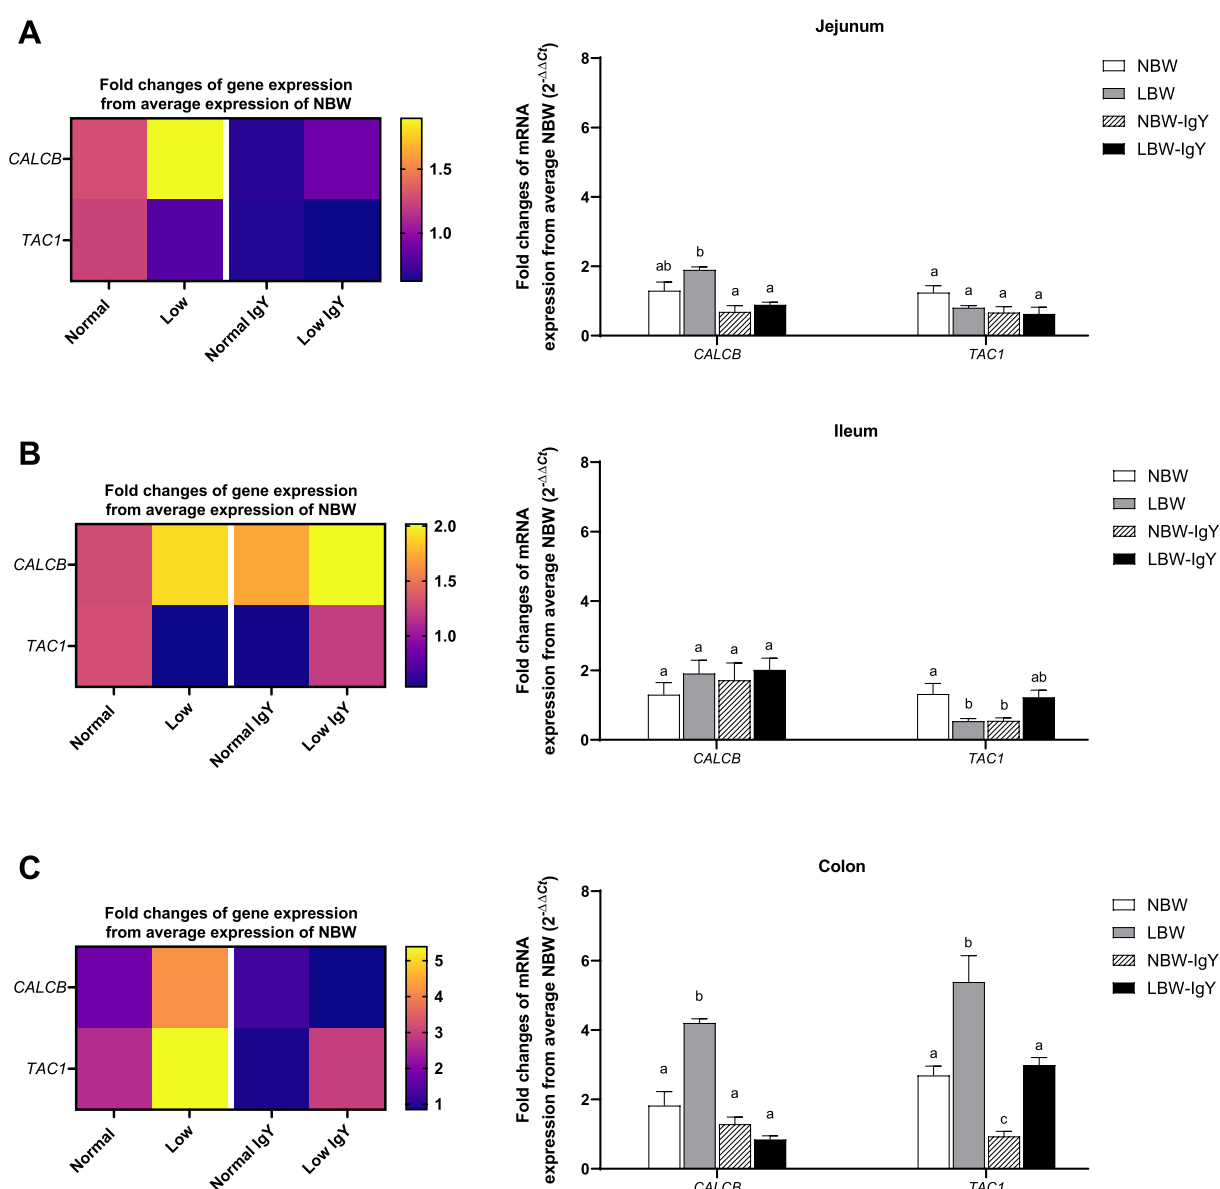 A
Fold changes of gene expression
from average expression of NBW
CALCB
TAC1
1.5
1.0
Normal
Low
Normal IgY
Low IgY
Jejunum
Fold changes of mRNA
expression from average NBW (2-ΔΔCt)
8
6
4
2
0
ab
b
a
a
a
a
a
a
CALCB
TAC1
NBW
LBW
NBW-IgY
LBW-IgY
B
Fold changes of gene expression
from average expression of NBW
CALCB
TAC1
2.0
1.5
1.0
Normal
Low
Normal IgY
Low IgY
Ileum
Fold changes of mRNA
expression from average NBW (2-ΔΔCt)
8
6
4
2
0
a
a
a
a
a
b
b
ab
CALCB
TAC1
NBW
LBW
NBW-IgY
LBW-IgY
C
Fold changes of gene expression
from average expression of NBW
CALCB
TAC1
5
4
3
2
1
Normal
Low
Normal IgY
Low IgY
Colon
Fold changes of mRNA
expression from average NBW (2-ΔΔCt)
8
6
4
2
0
a
b
a
a
a
b
c
a
CALCB
TAC1
NBW
LBW
NBW-IgY
LBW-IgY